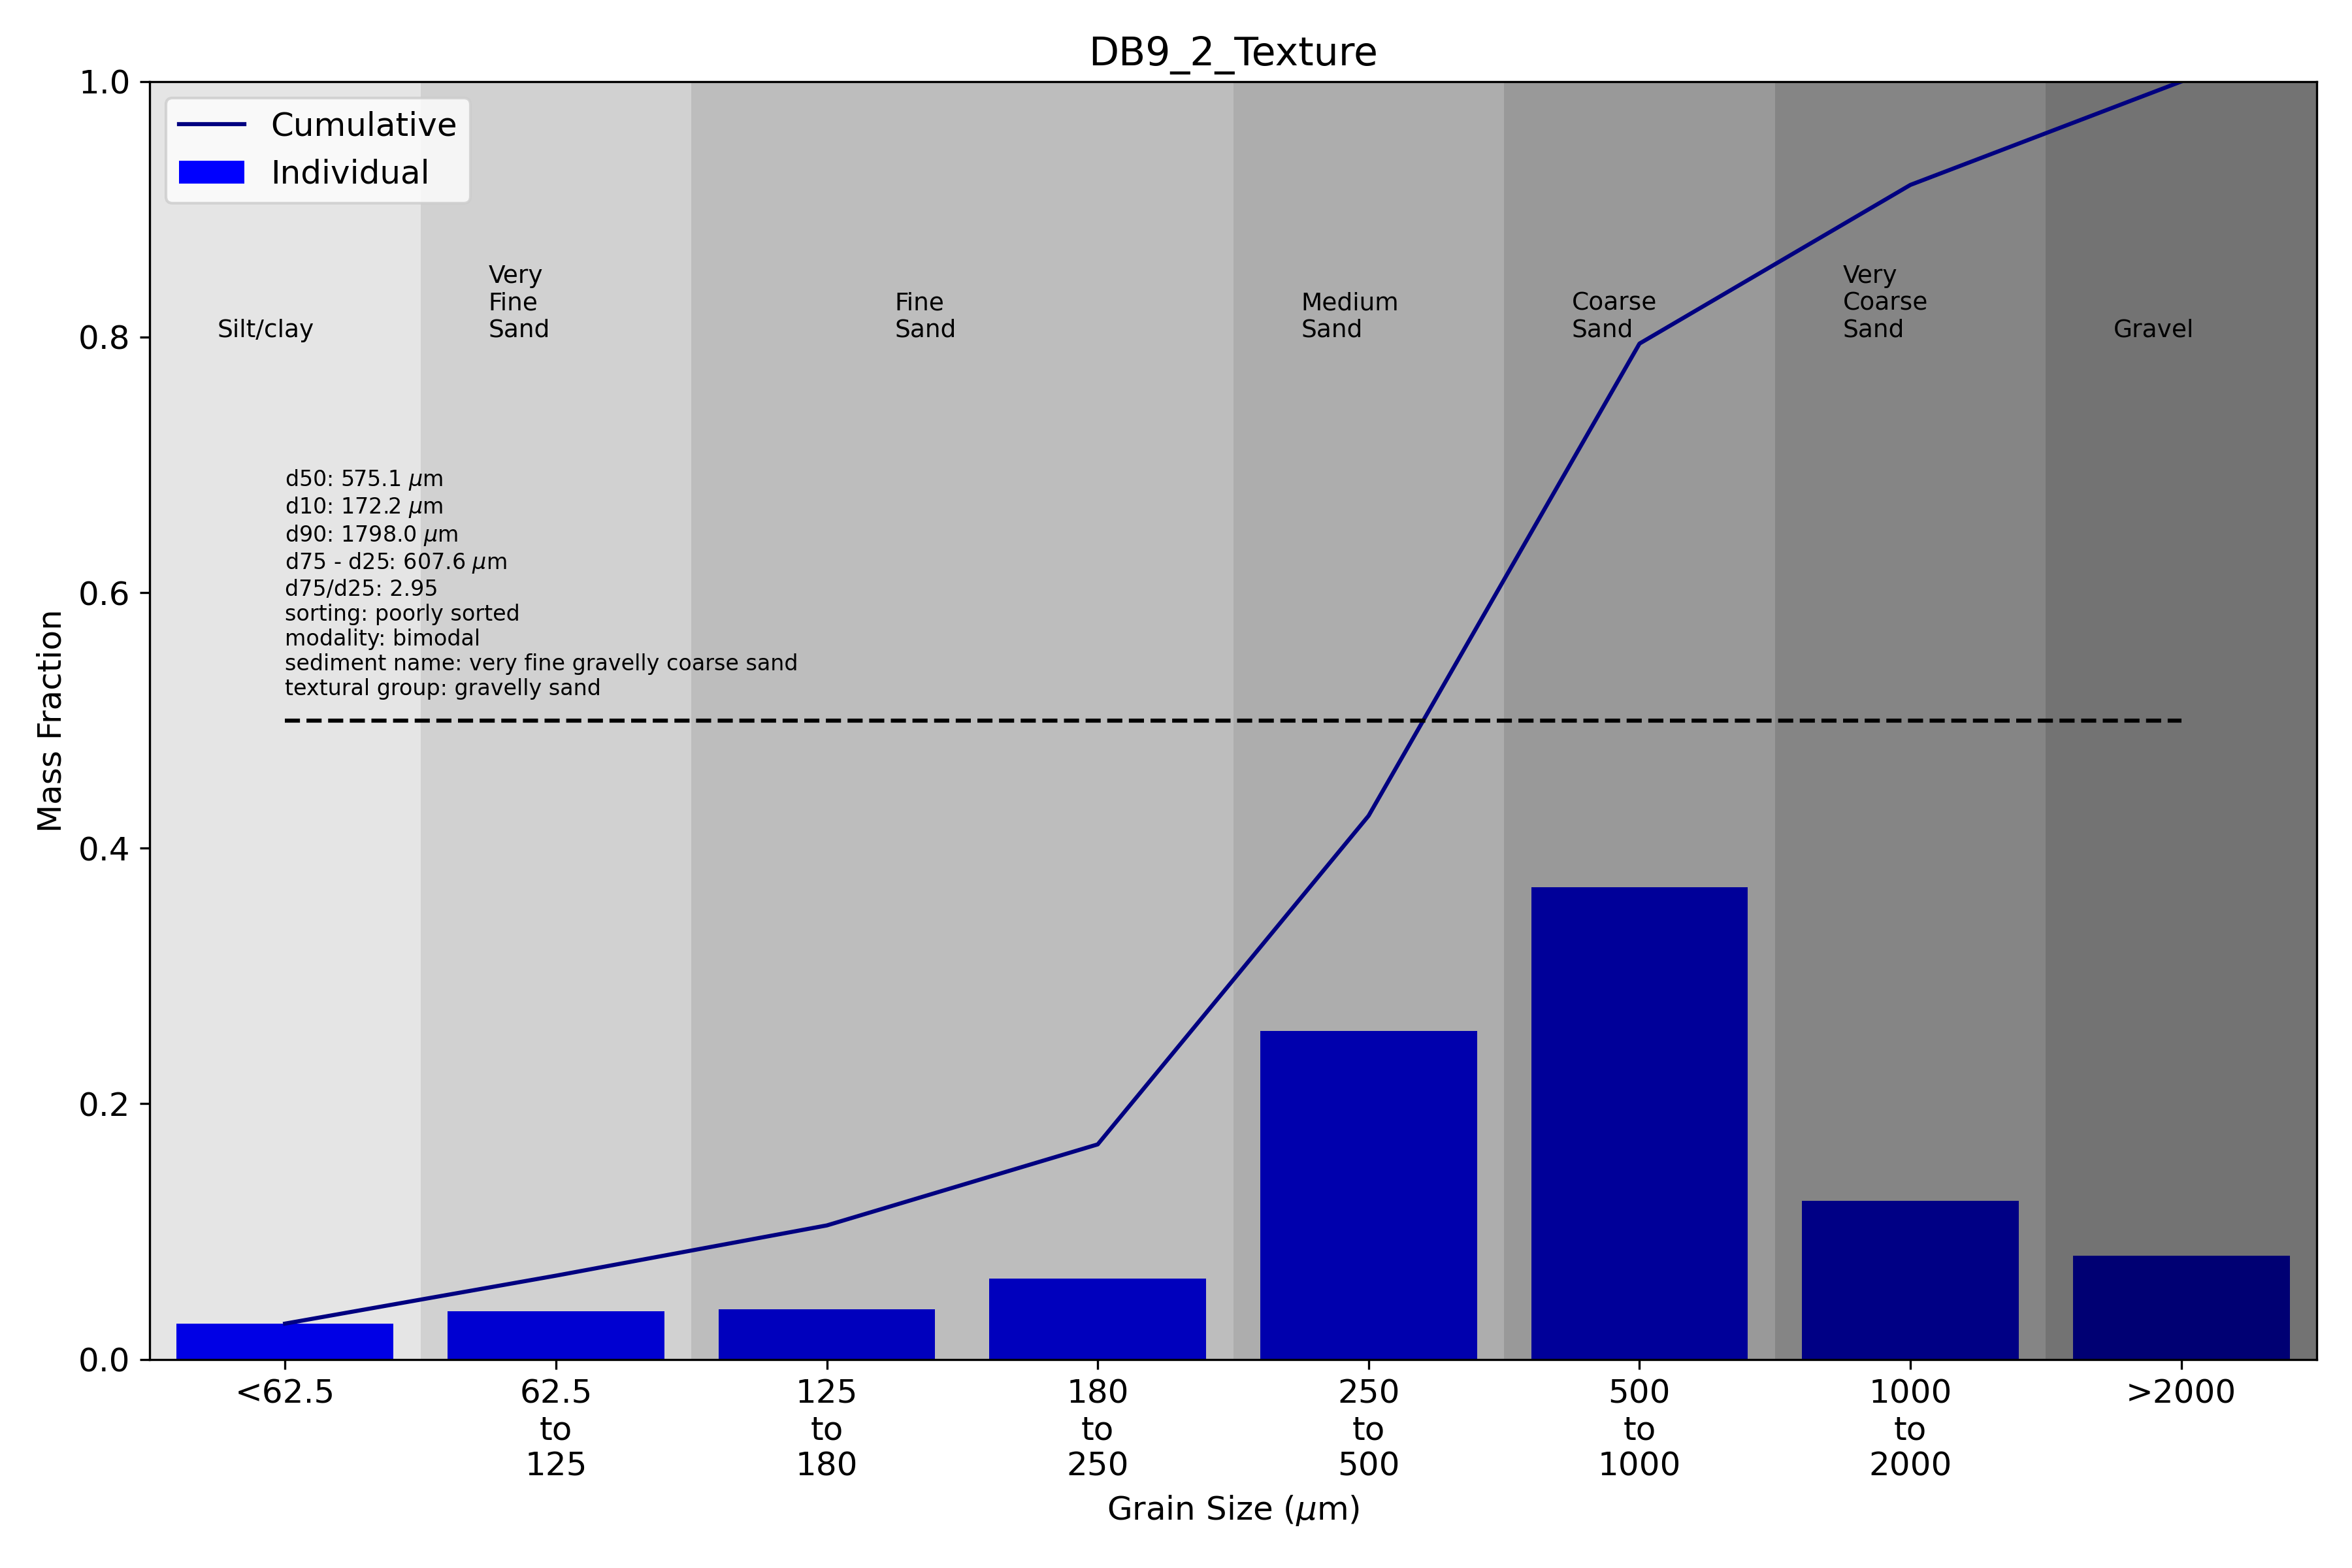 DB9_2_Texture
1.0
0.8
0.6
0.4
0.2
0.0
Mass Fraction
Cumulative
Individual
Silt/clay
Very
Fine
Sand
Fine
Sand
Medium
Sand
Coarse
Sand
Very
Coarse
Sand
Gravel
d50: 575.1 μm
d10: 172.2 μm
d90: 1798.0 μm
d75 - d25: 607.6 μm
d75/d25: 2.95
sorting: poorly sorted
modality: bimodal
sediment name: very fine gravelly coarse sand
textural group: gravelly sand
<62.5
62.5
to
125
125
to
180
180
to
250
250
to
500
500
to
1000
1000
to
2000
>2000
Grain Size (μm)